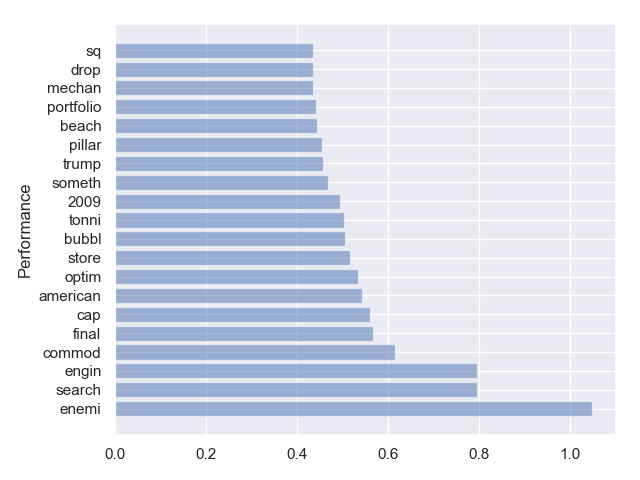 sq
drop
mechan
portfolio
beach
pillar
trump
someth
2009
tonni
bubbl
store
optim
american
cap
final
commod
engin
search
enemi
Performance
0.0 0.2 0.4 0.6 0.8 1.0